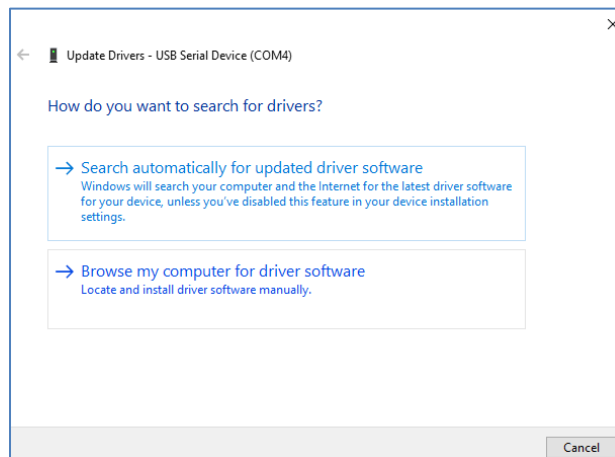 Update Drivers - USB Serial Device (COM4)
How do you want to search for drivers?
Search automatically for updated driver software
Windows will search your computer and the Internet for the latest driver software
for your device, unless you've disabled this feature in your device installation
settings.
Browse my computer for driver software
Locate and install driver software manually.
Cancel